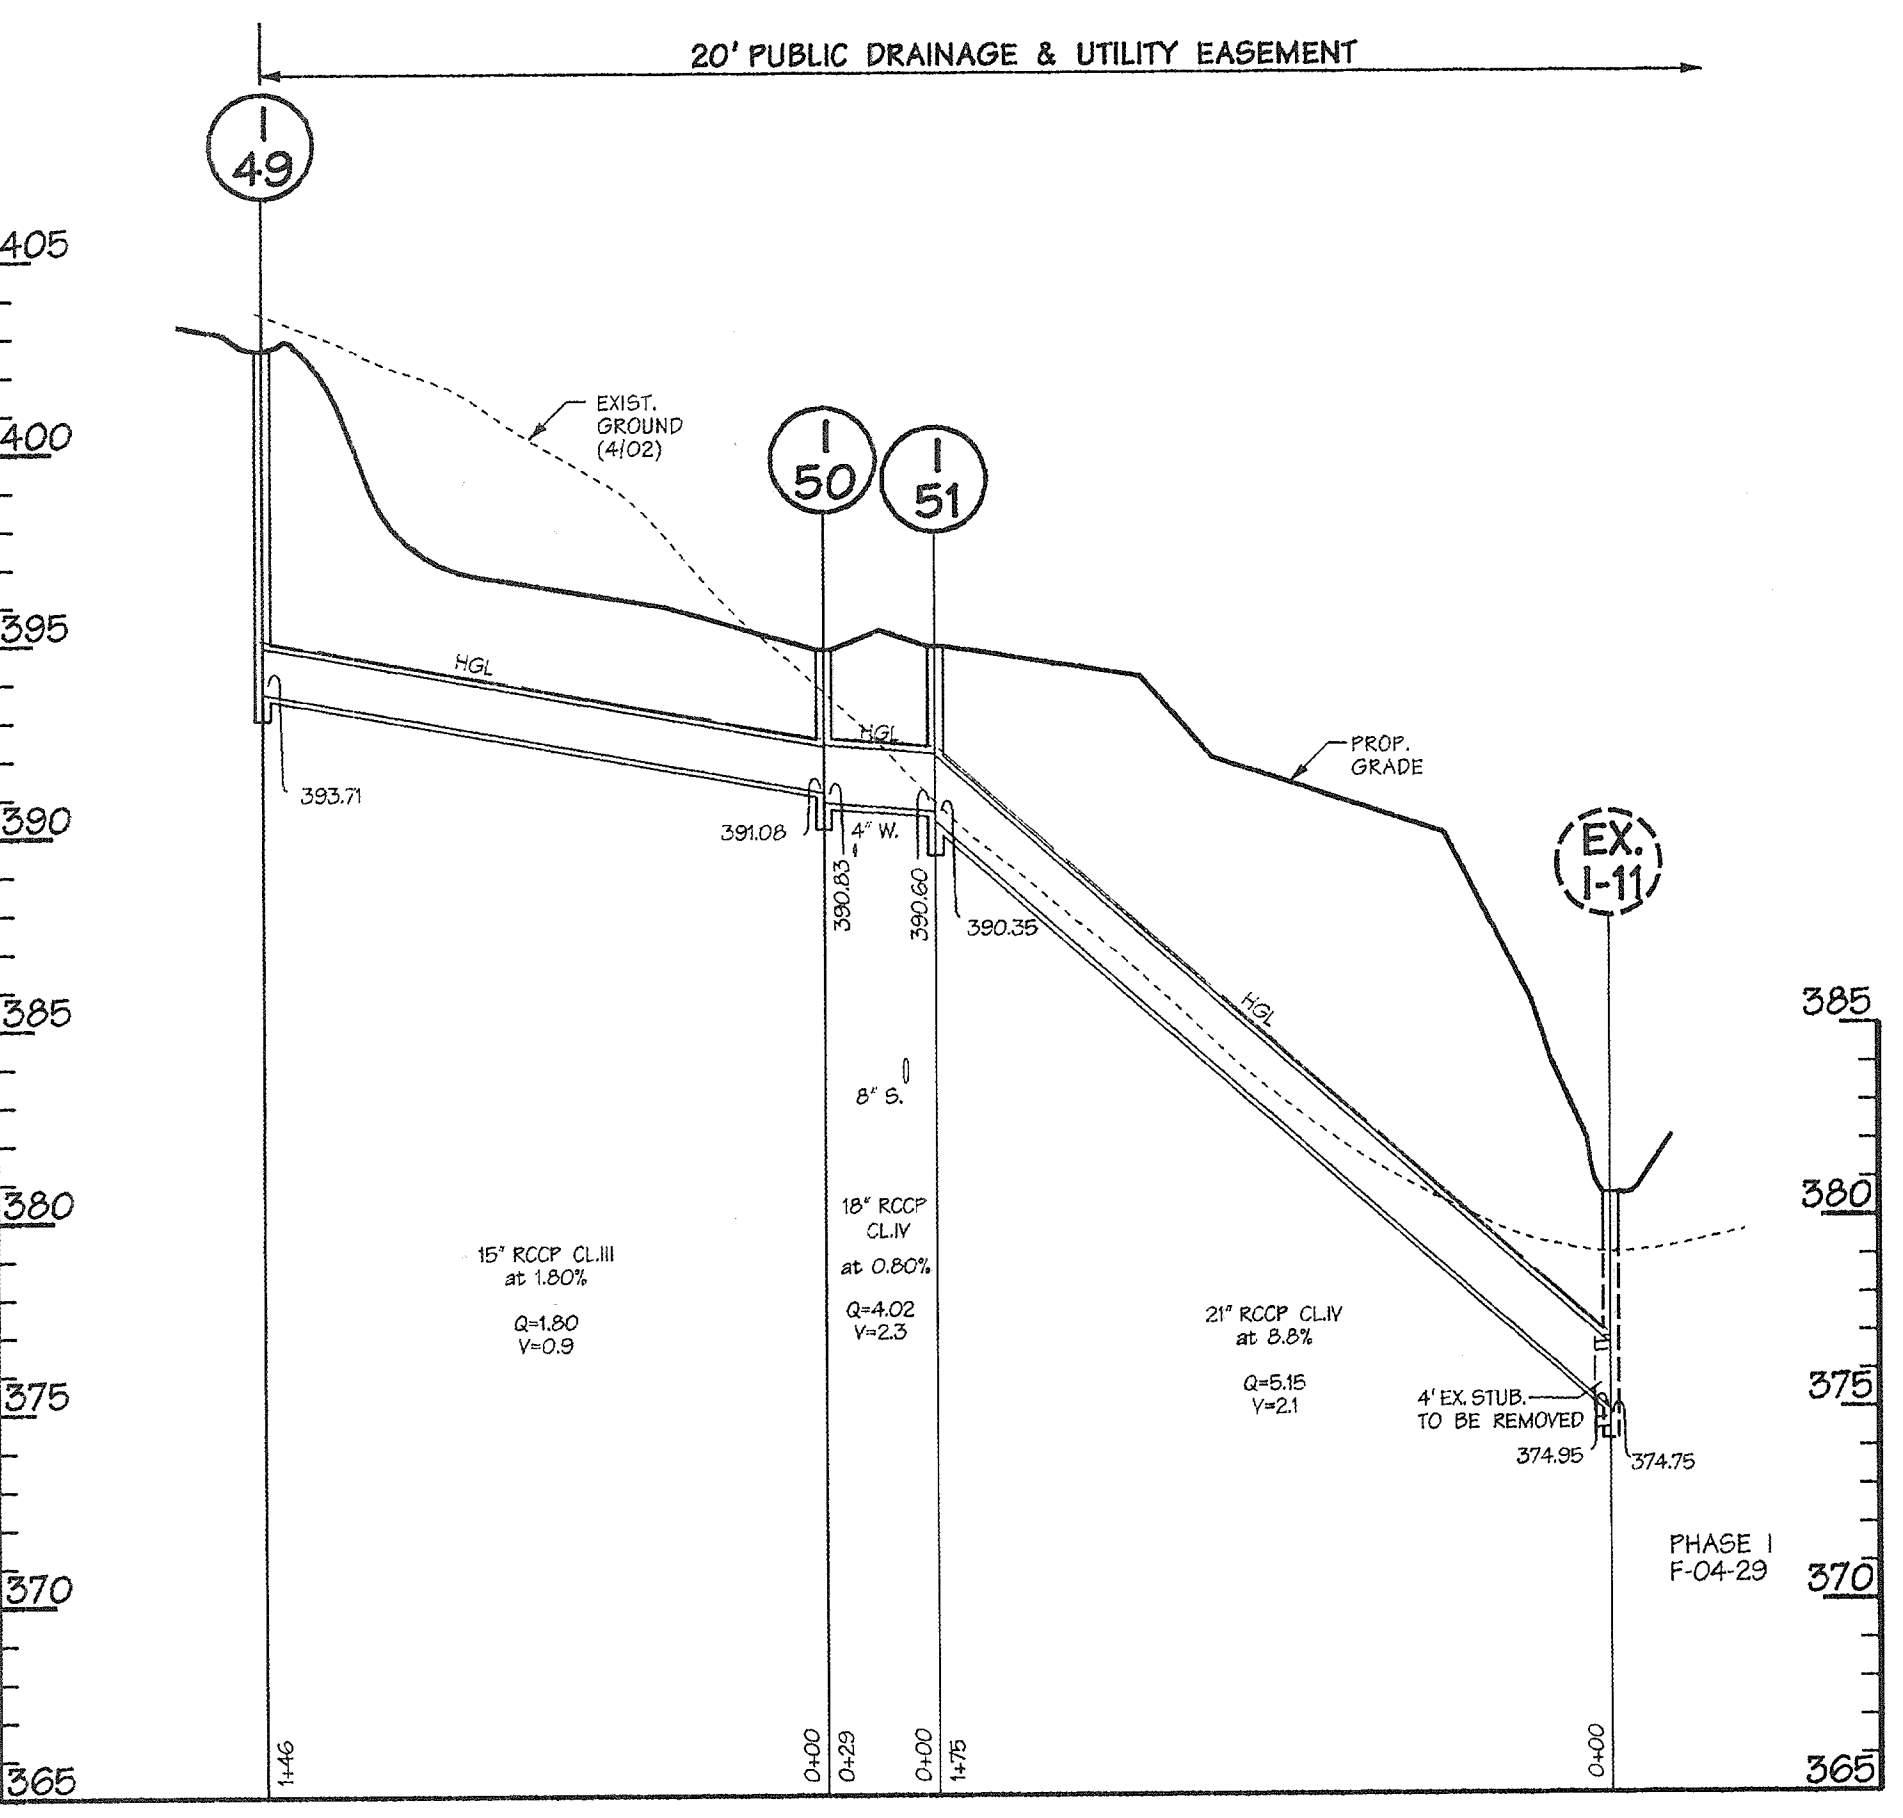 20' PUBLIC DRAINAGE & UTILITY EASEMENT
I
49
405
400
395
390
385
380
375
370
365
EXIST.
GROUND
(4/02)
I
50
I
51
HGL
HGL
HGL
PROP.
GRADE
393.71
391.08
4" W.
390.83
390.60
390.35
EX.
I-11
8" S.
15" RCCP CL.III
at 1.80%
Q=1.80
V=0.9
18" RCCP
CL.IV
at 0.80%
Q=4.02
V=2.3
21" RCCP CL.IV
at 8.8%
Q=5.15
V=2.1
4' EX. STUB.
TO BE REMOVED
374.95
374.75
PHASE I
F-04-29
385
380
375
370
365
1+46
0+00
0+29
0+00
1+75
0+00